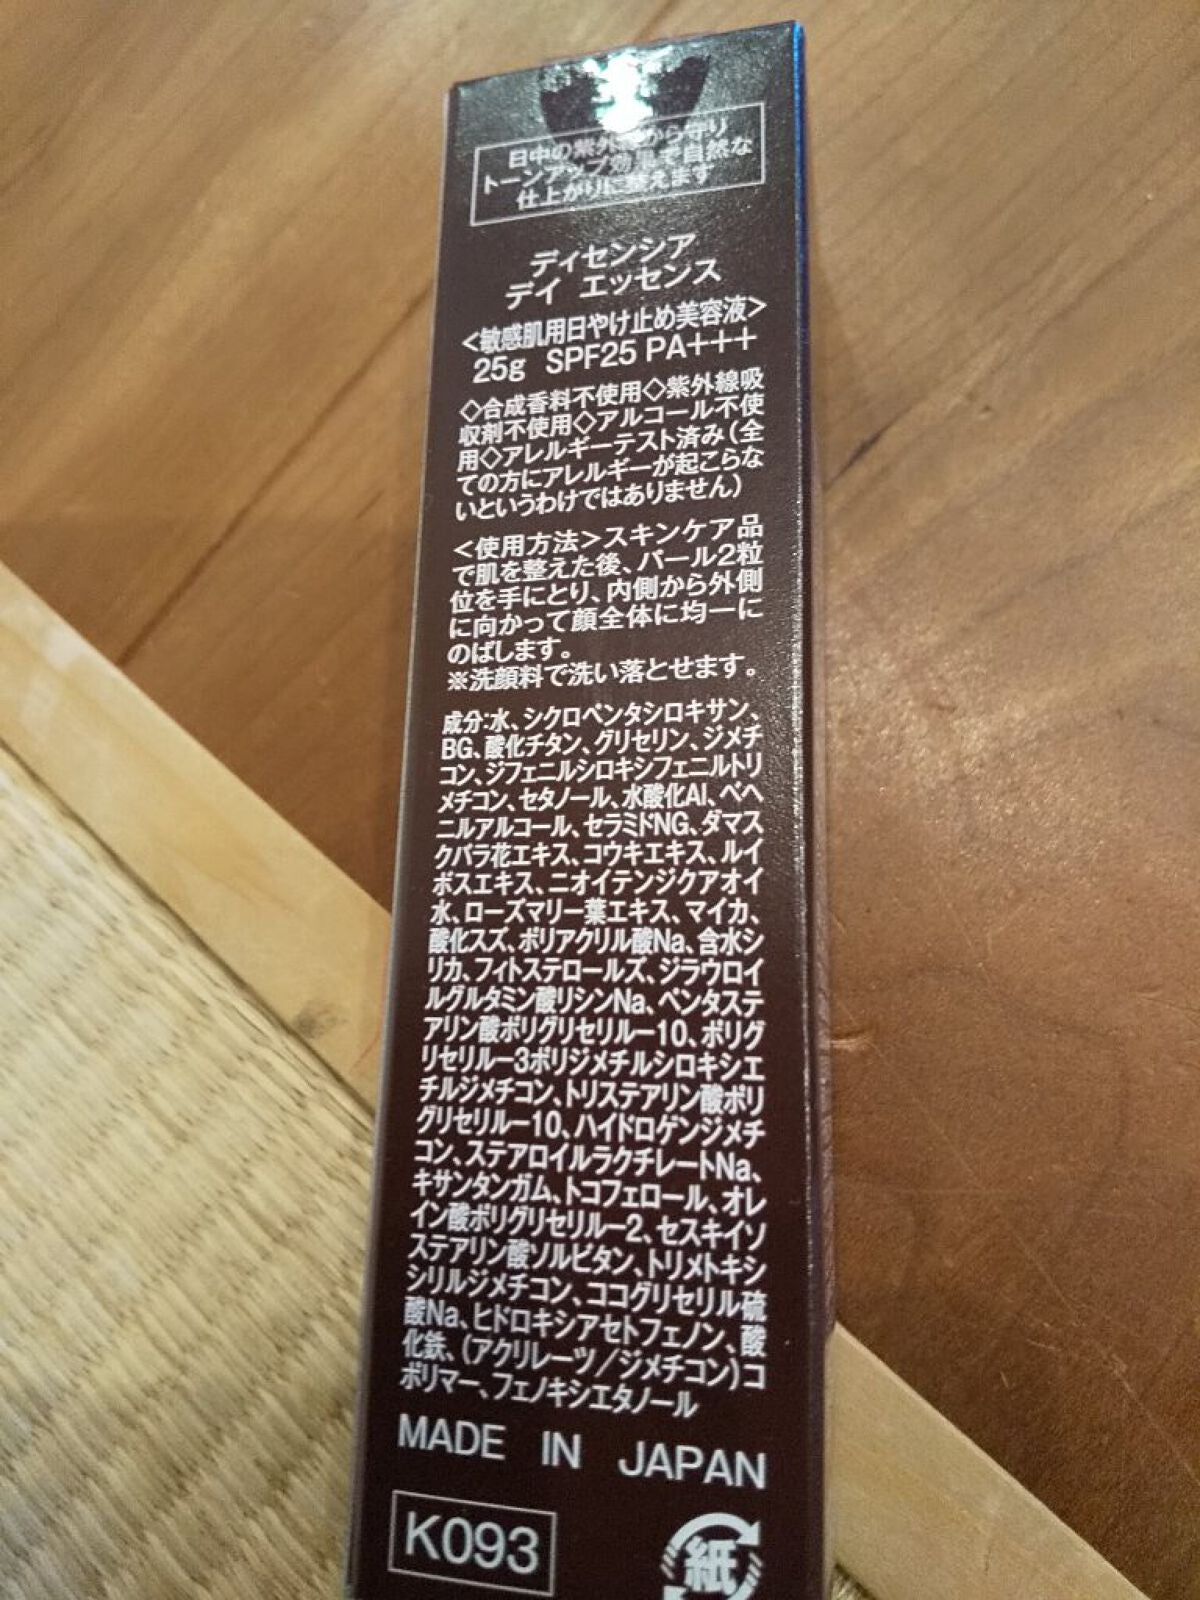 日中の紫外線から守り
トーンアップ効果で自然な
仕上がりに整えます
ディセンシア
デイ エッセンス
<敏感肌用日やけ止め美容液>
25g SPF25 PA+++
◇合成香料不使用◇紫外線吸
収剤不使用◇アルコール不使
用◇アレルギーテスト済み(全
ての方にアレルギーが起こらな
いというわけではありません)
<使用方法>スキンケア品
で肌を整えた後、パール2粒
位を手にとり、内側から外側
に向かって顔全体に均一に
のばします。
※洗顔料で洗い落とせます。
成分:水、シクロペンタシロキサン、
BG、酸化チタン、グリセリン、ジメチ
コン、ジフェニルシロキシフェニルトリ
メチコン、セタノール、水酸化Al、ベヘ
ニルアルコール、セラミドNG、ダマス
クバラ花エキス、コウキエキス、ルイ
ボスエキス、ニオイテンジクアオイ
水、ローズマリー葉エキス、マイカ、
酸化スズ、ポリアクリル酸Na、含水シ
リカ、フィトステロールズ、ジラウロイ
ルグルタミン酸リシンNa、ペンタステ
アリン酸ポリグリセリル-10、ポリグ
リセリル-3ポリジメチルシロキシエ
チルジメチコン、トリステアリン酸ポリ
グリセリル-10、ハイドロゲンジメチ
コン、ステアロイルラクチレートNa、
キサンタンガム、トコフェロール、オレ
イン酸ポリグリセリル-2、セスキイソ
ステアリン酸ソルビタン、トリメトキシ
シリルジメチコン、ココグリセリル硫
酸Na、ヒドロキシアセトフェノン、酸
化鉄、(アクリレーツ/ジメチコン)コ
ポリマー、フェノキシエタノール
MADE IN JAPAN
K093
紙